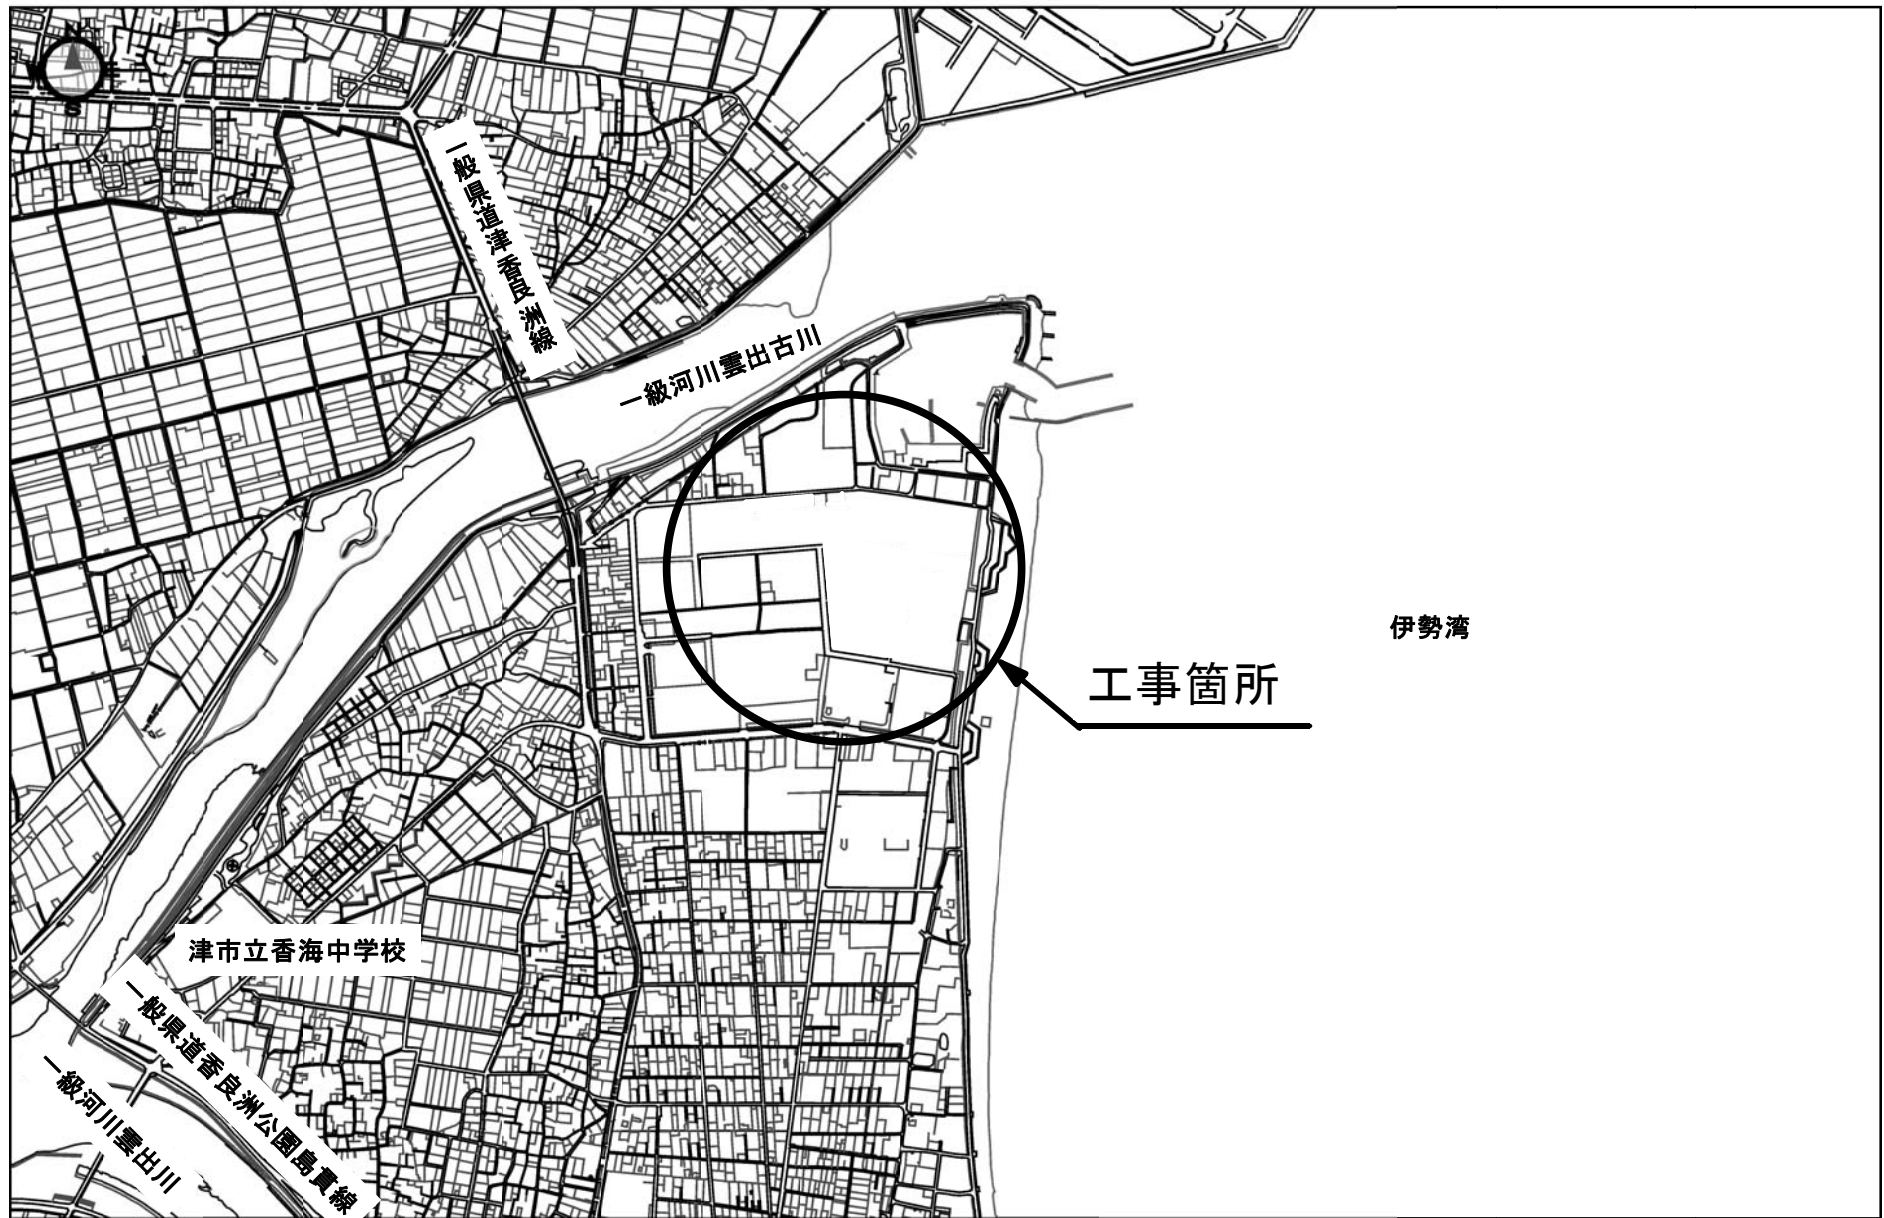 N
S
一般県道津香良洲線
一級河川雲出古川
伊勢湾
工事箇所
津市立香海中学校
一般県道香良洲公園島貫線
一級河川雲出川